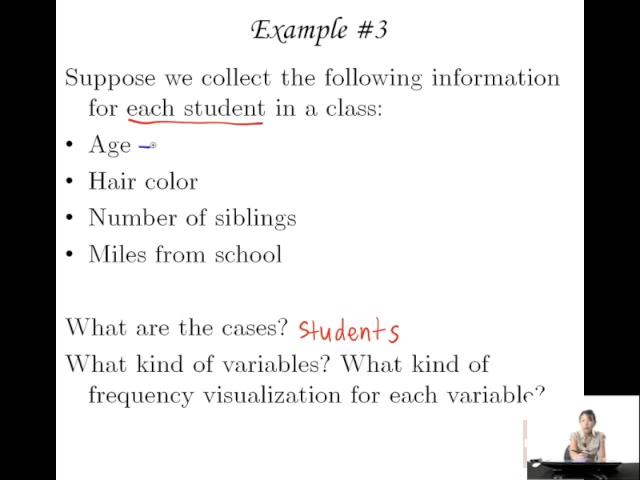 Example #3
Suppose we collect the following information
for each student in a class:
• Age –
• Hair color
• Number of siblings
• Miles from school
What are the cases? students
What kind of variables? What kind of
frequency visualization for each variable?